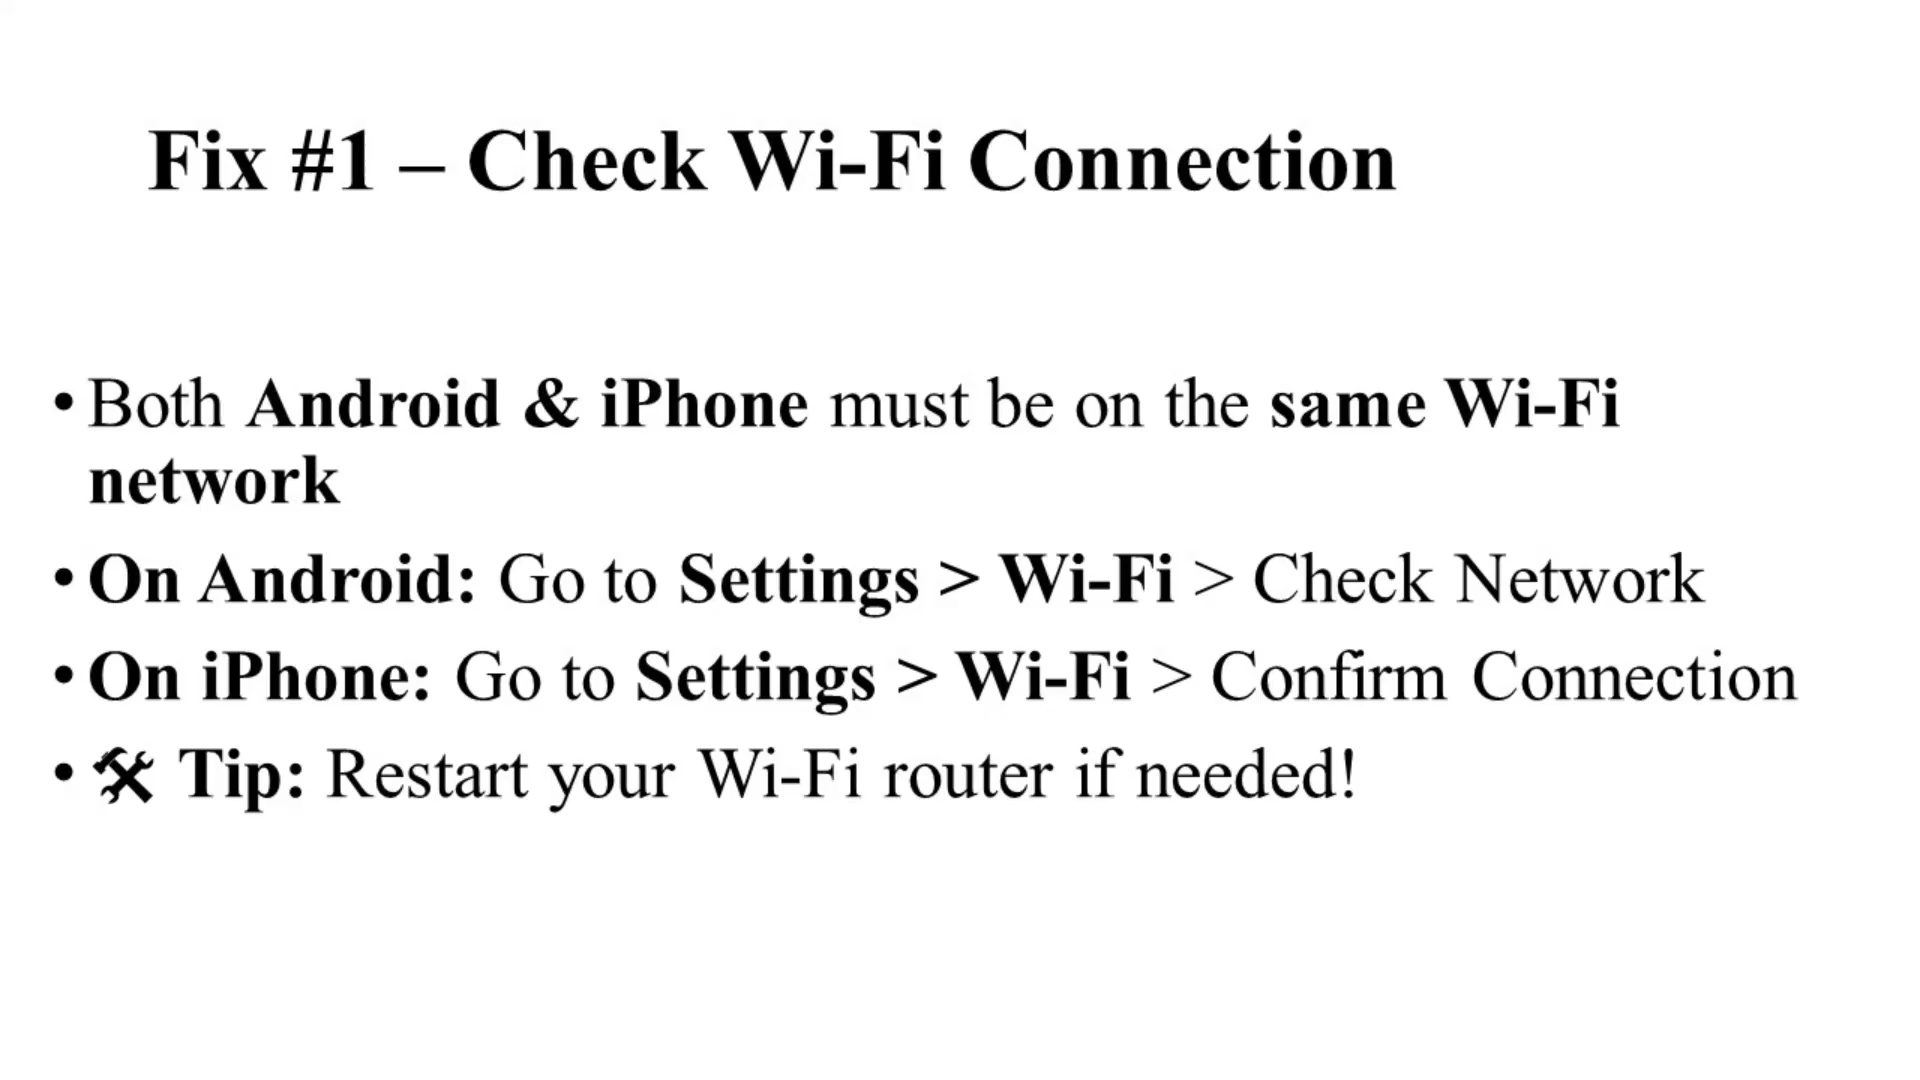 Fix #1 – Check Wi-Fi Connection
• Both Android & iPhone must be on the same Wi-Fi
network
• On Android: Go to Settings > Wi-Fi > Check Network
• On iPhone: Go to Settings > Wi-Fi > Confirm Connection
• 🛠 Tip: Restart your Wi-Fi router if needed!